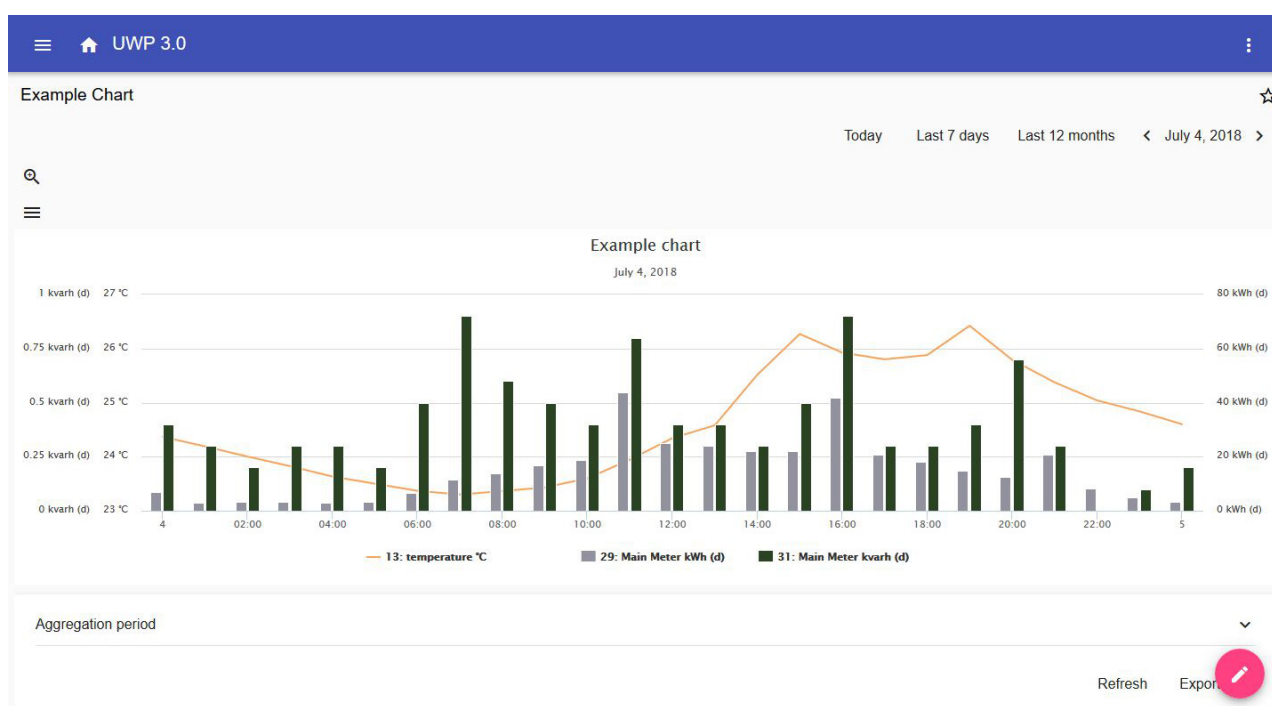 UWP 3.0
Example Chart
Today Last 7 days Last 12 months July 4, 2018
Example chart
July 4, 2018
1 kvarh (d) 27 °C 80 kWh (d)
0.75 kvarh (d) 26 °C 60 kWh (d)
0.5 kvarh (d) 25 °C 40 kWh (d)
0.25 kvarh (d) 24 °C 20 kWh (d)
0 kvarh (d) 23 °C 0 kWh (d)
4 02:00 04:00 06:00 08:00 10:00 12:00 14:00 16:00 18:00 20:00 22:00 5
13: temperature °C 29: Main Meter kWh (d) 31: Main Meter kvarh (d)
Aggregation period
Refresh Export